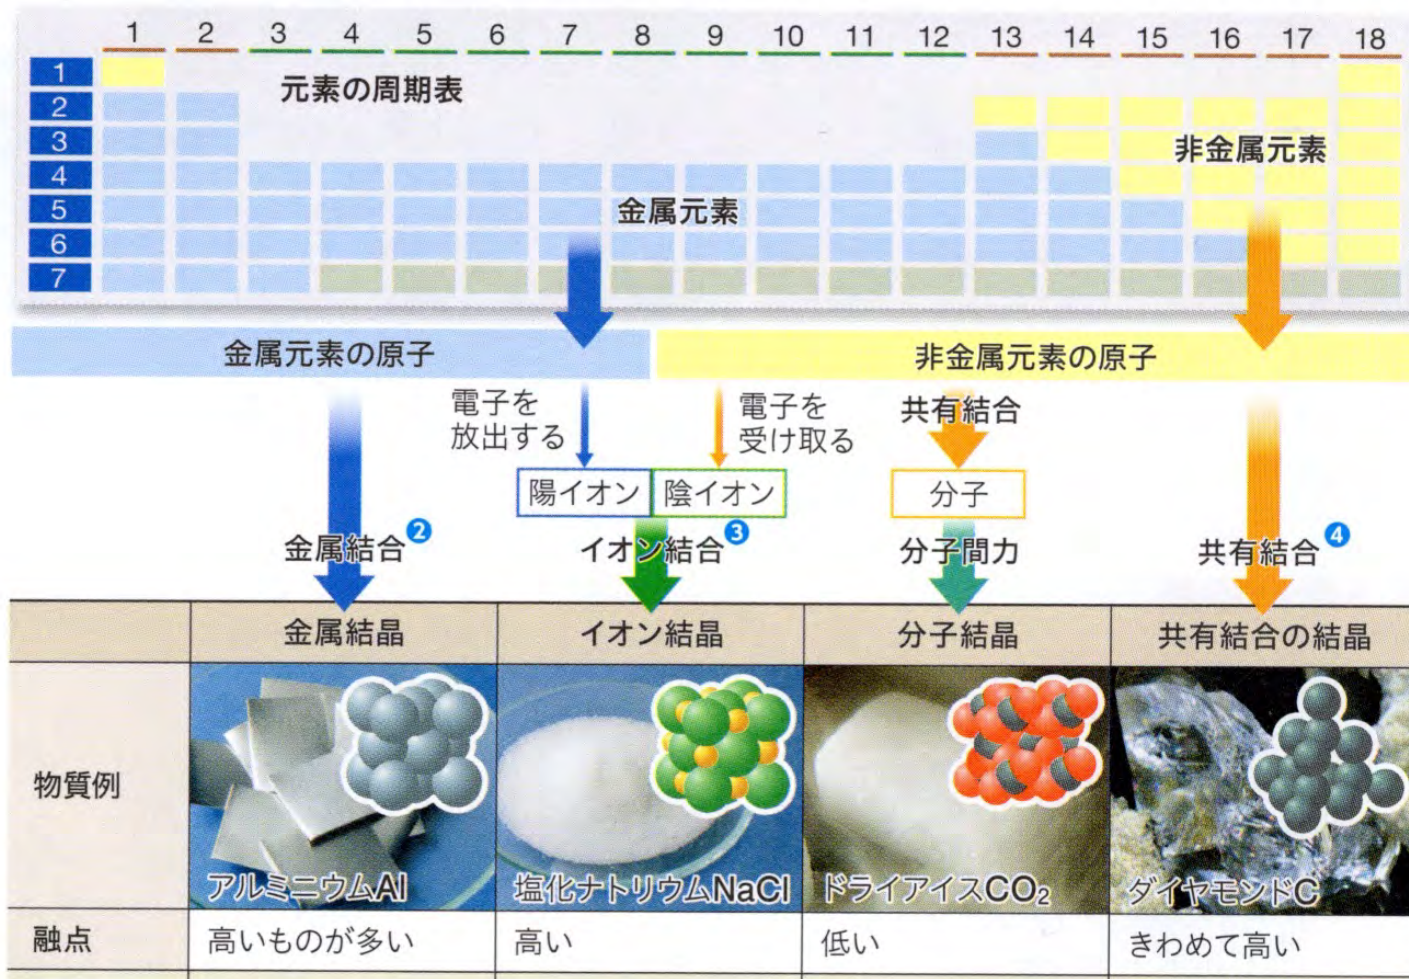 1 2 3 4 5 6 7 8 9 10 11 12 13 14 15 16 17 18
1
元素の周期表
2
3
非金属元素
4
5
金属元素
6
7
金属元素の原子
非金属元素の原子
電子を
放出する
電子を
受け取る
共有結合
陽イオン
陰イオン
分子
金属結合❷
イオン結合❸
分子間力
共有結合❹
金属結晶
イオン結晶
分子結晶
共有結合の結晶
物質例
アルミニウムAl
塩化ナトリウムNaCl
ドライアイスCO₂
ダイヤモンドC
融点
高いものが多い
高い
低い
きわめて高い